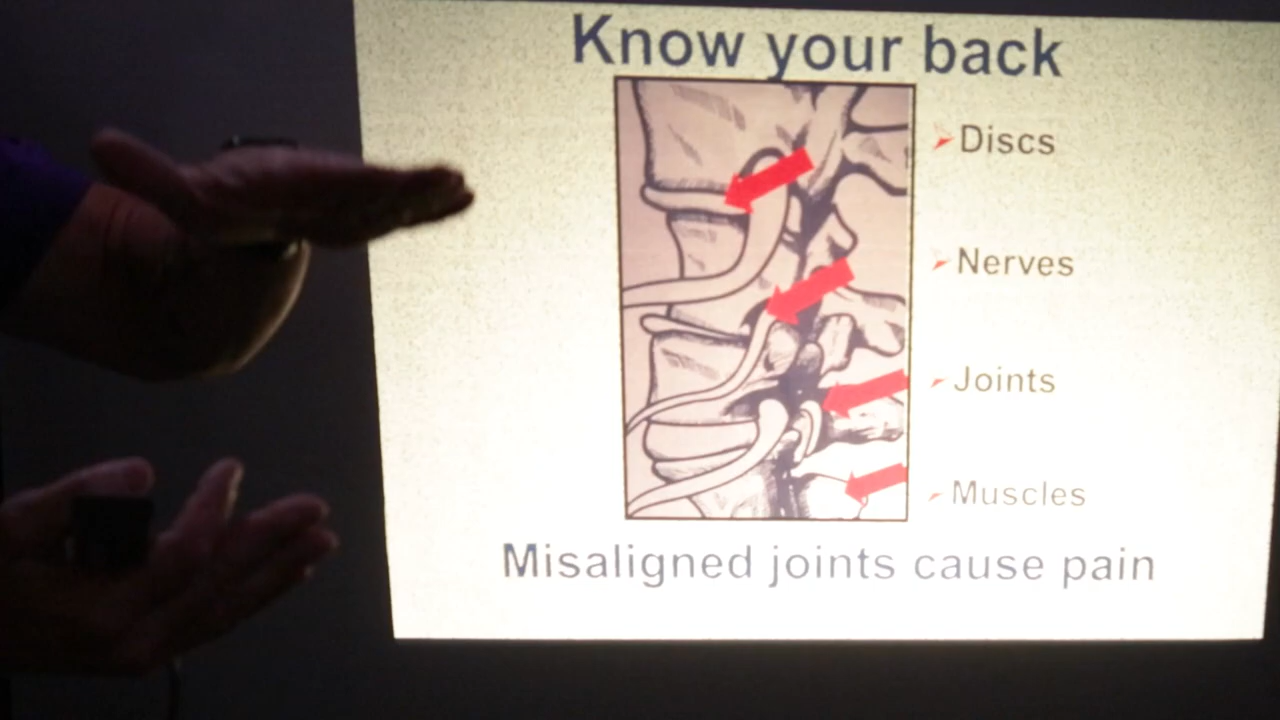 Know your back
Discs
Nerves
Joints
Muscles
Misaligned joints cause pain